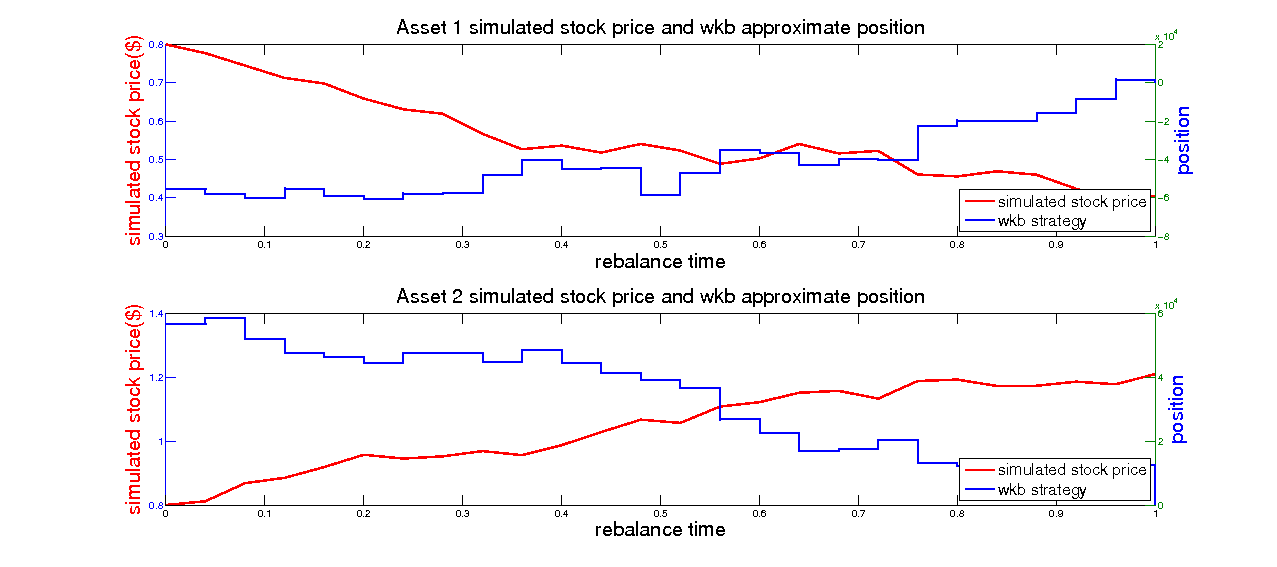 Asset 1 simulated stock price and wkb approximate position
x 10^4
simulated stock price($)
0.8
0.7
0.6
0.5
0.4
0.3
2
0
-2
-4
-6
-8
position
simulated stock price
wkb strategy
0 0.1 0.2 0.3 0.4 0.5 0.6 0.7 0.8 0.9 1
rebalance time
Asset 2 simulated stock price and wkb approximate position
x 10^4
simulated stock price($)
1.4
1.2
1
0.8
6
4
2
0
position
simulated stock price
wkb strategy
0 0.1 0.2 0.3 0.4 0.5 0.6 0.7 0.8 0.9 1
rebalance time